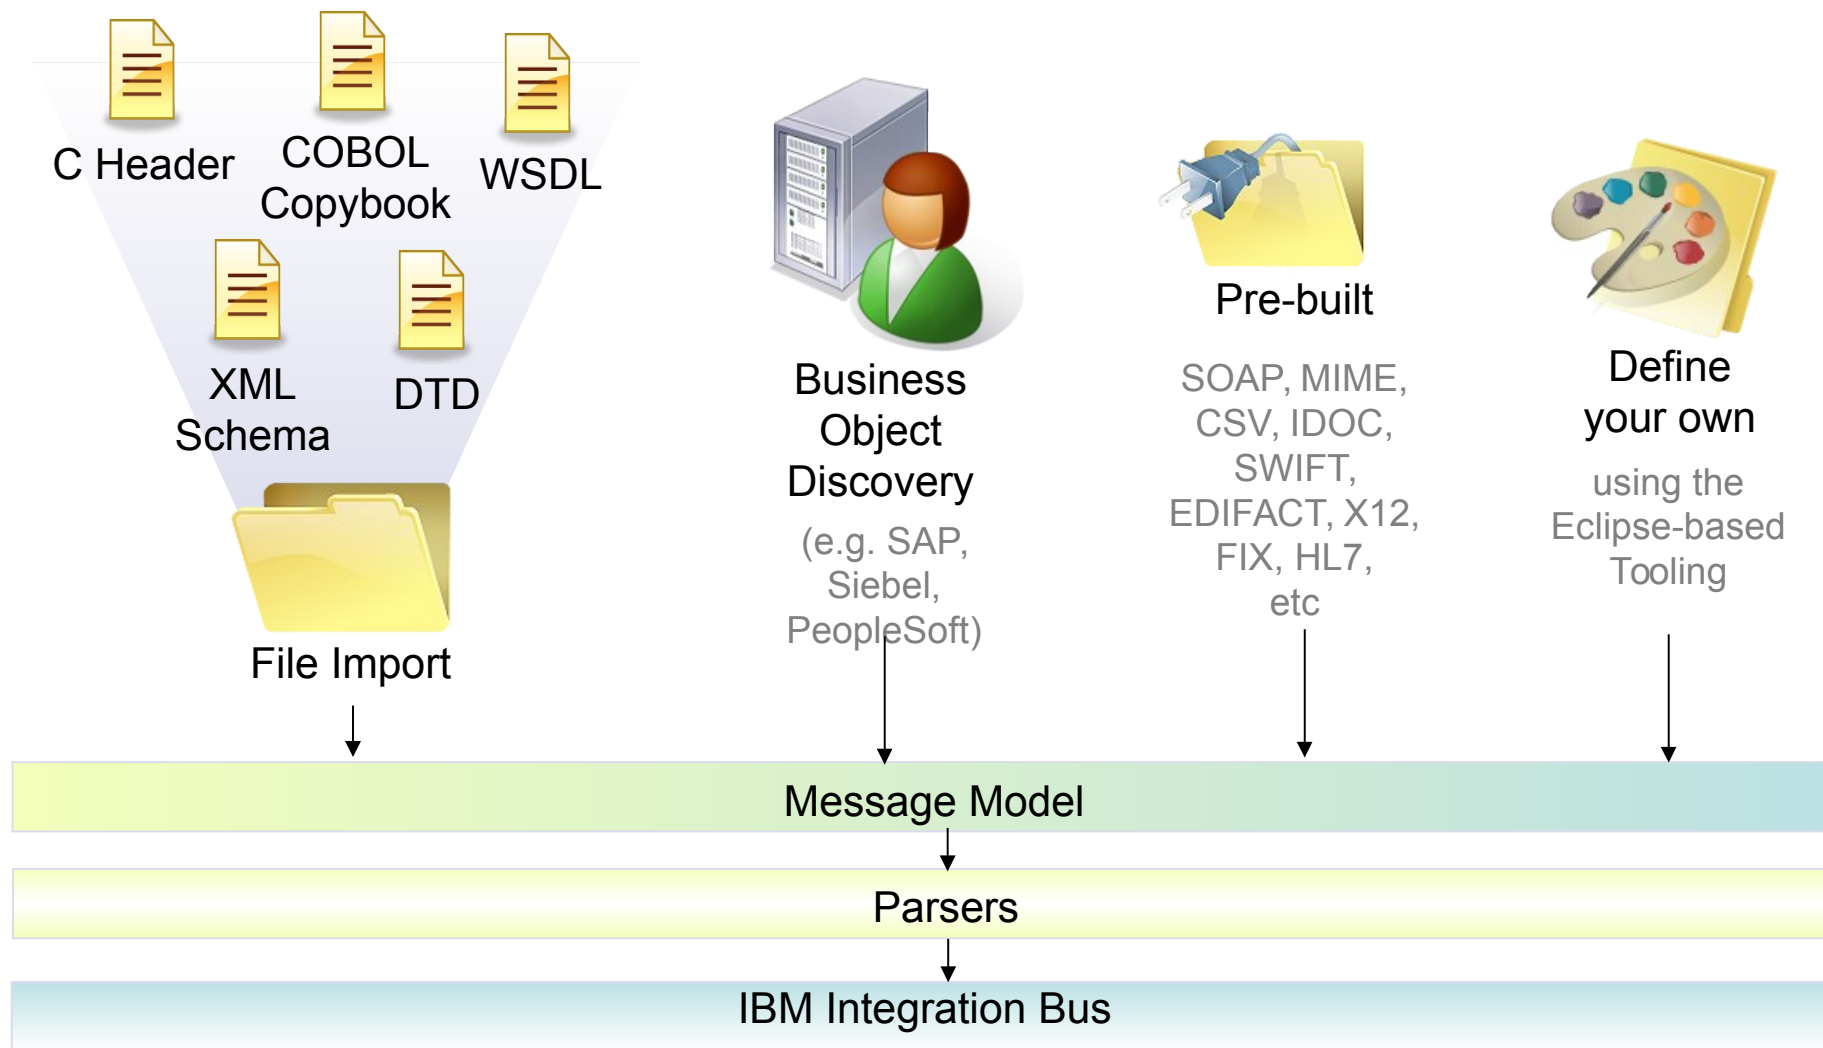 C Header
COBOL
Copybook
WSDL
XML
Schema
DTD
File Import
Business
Object
Discovery
(e.g. SAP,
Siebel,
PeopleSoft)
Pre-built
SOAP, MIME,
CSV, IDOC,
SWIFT,
EDIFACT, X12,
FIX, HL7,
etc
Define
your own
using the
Eclipse-based
Tooling
Message Model
Parsers
IBM Integration Bus